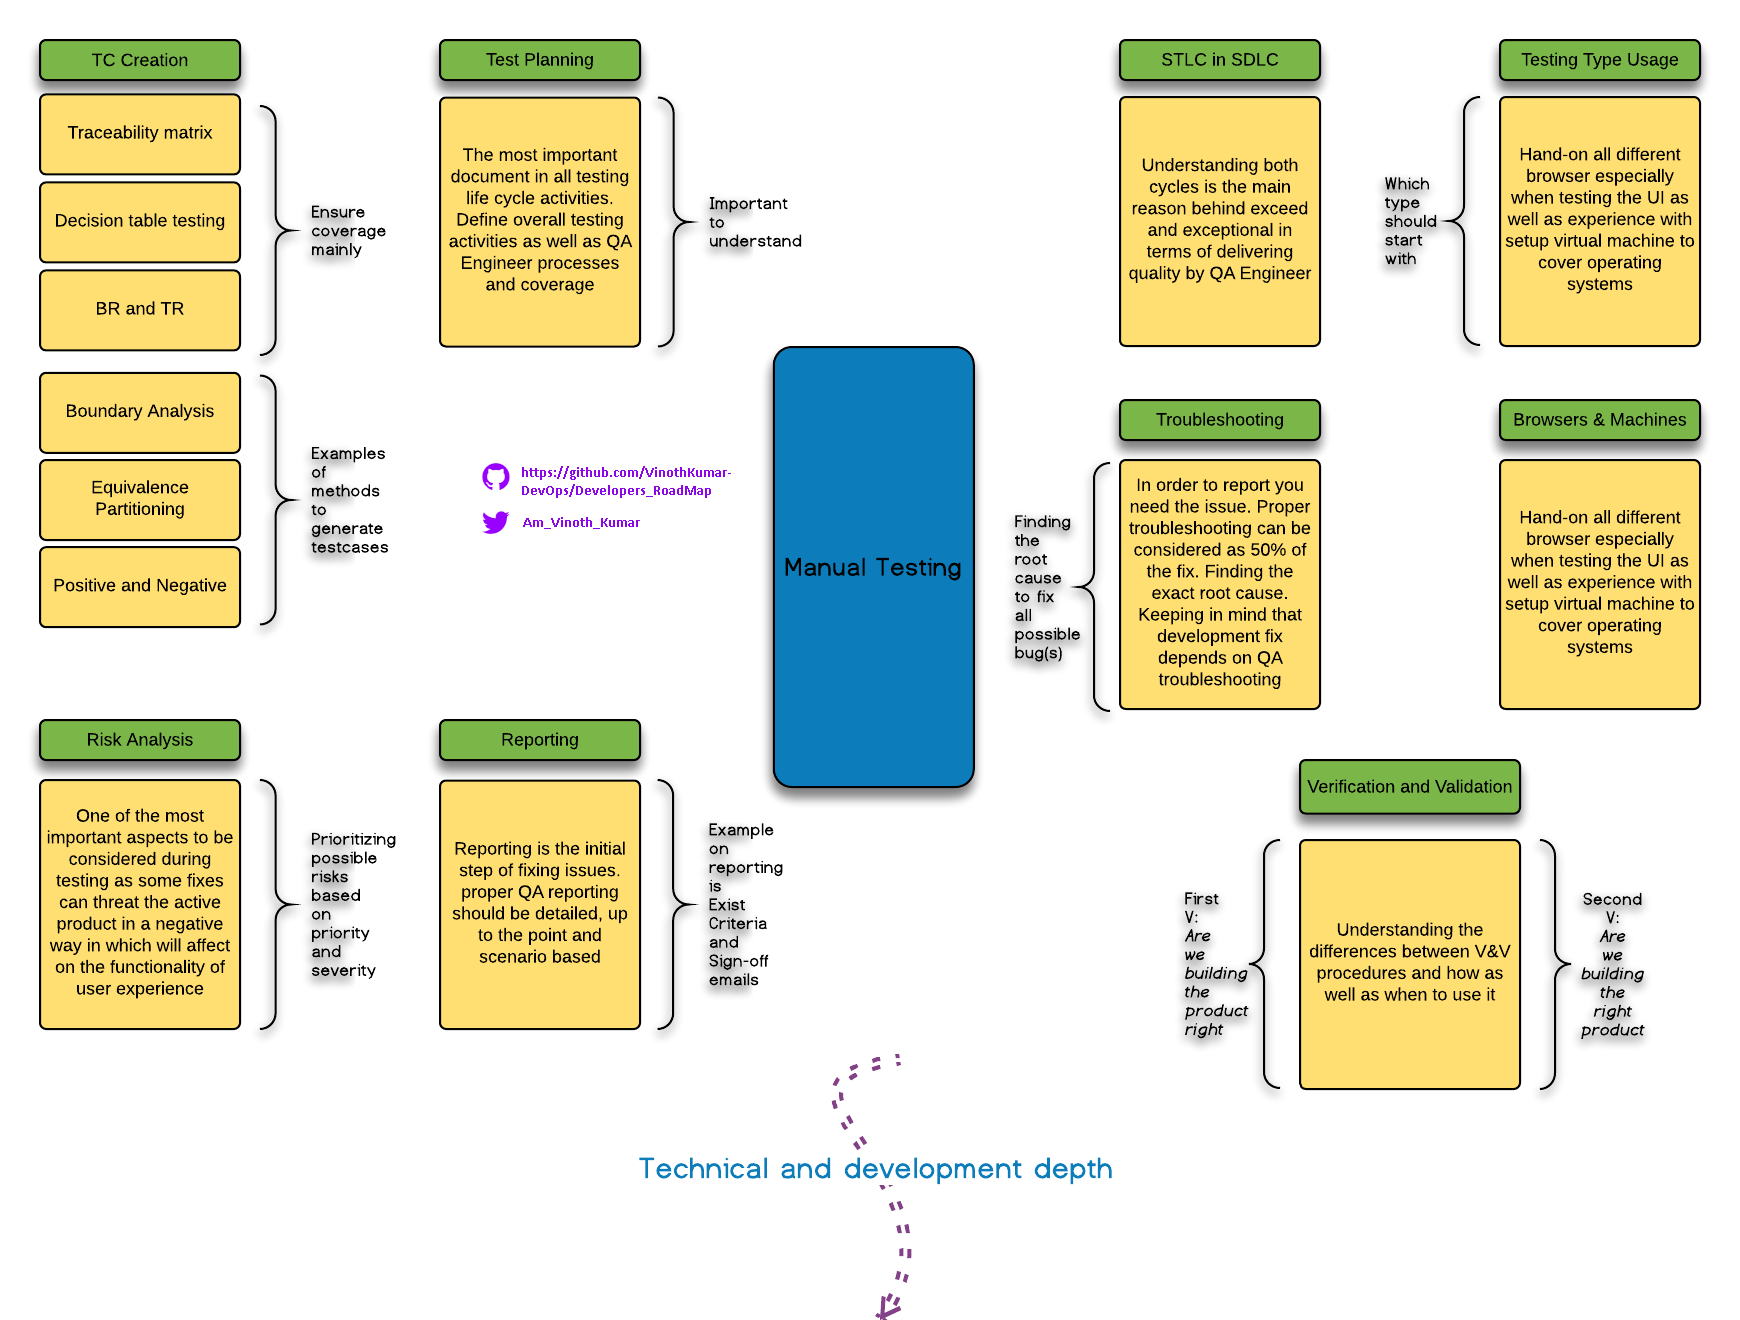 TC Creation
Traceability matrix
Decision table testing
BR and TR
Ensure
coverage
mainly
Boundary Analysis
Equivalence
Partitioning
Positive and Negative
Examples
of
methods
to
generate
testcases
Test Planning
The most important
document in all testing
life cycle activities.
Define overall testing
activities as well as QA
Engineer processes
and coverage
Important
to
understand
https://github.com/VinothKumar-
DevOps/Developers_RoadMap
Am_Vinoth_Kumar
Manual Testing
STLC in SDLC
Understanding both
cycles is the main
reason behind exceed
and exceptional in
terms of delivering
quality by QA Engineer
Testing Type Usage
Which
type
should
start
with
Hand-on all different
browser especially
when testing the UI as
well as experience with
setup virtual machine to
cover operating
systems
Troubleshooting
Finding
the
root
cause
to fix
all
possible
bug(s)
In order to report you
need the issue. Proper
troubleshooting can be
considered as 50% of
the fix. Finding the
exact root cause.
Keeping in mind that
development fix
depends on QA
troubleshooting
Browsers & Machines
Hand-on all different
browser especially
when testing the UI as
well as experience with
setup virtual machine to
cover operating
systems
Risk Analysis
One of the most
important aspects to be
considered during
testing as some fixes
can threat the active
product in a negative
way in which will affect
on the functionality of
user experience
Prioritizing
possible
risks
based
on
priority
and
severity
Reporting
Reporting is the initial
step of fixing issues.
proper QA reporting
should be detailed, up
to the point and
scenario based
Example
on
reporting
is
Exist
Criteria
and
Sign-off
emails
Verification and Validation
First
V:
Are
we
building
the
product
right
Understanding the
differences between V&V
procedures and how as
well as when to use it
Second
V:
Are
we
building
the
right
product
Technical and development depth